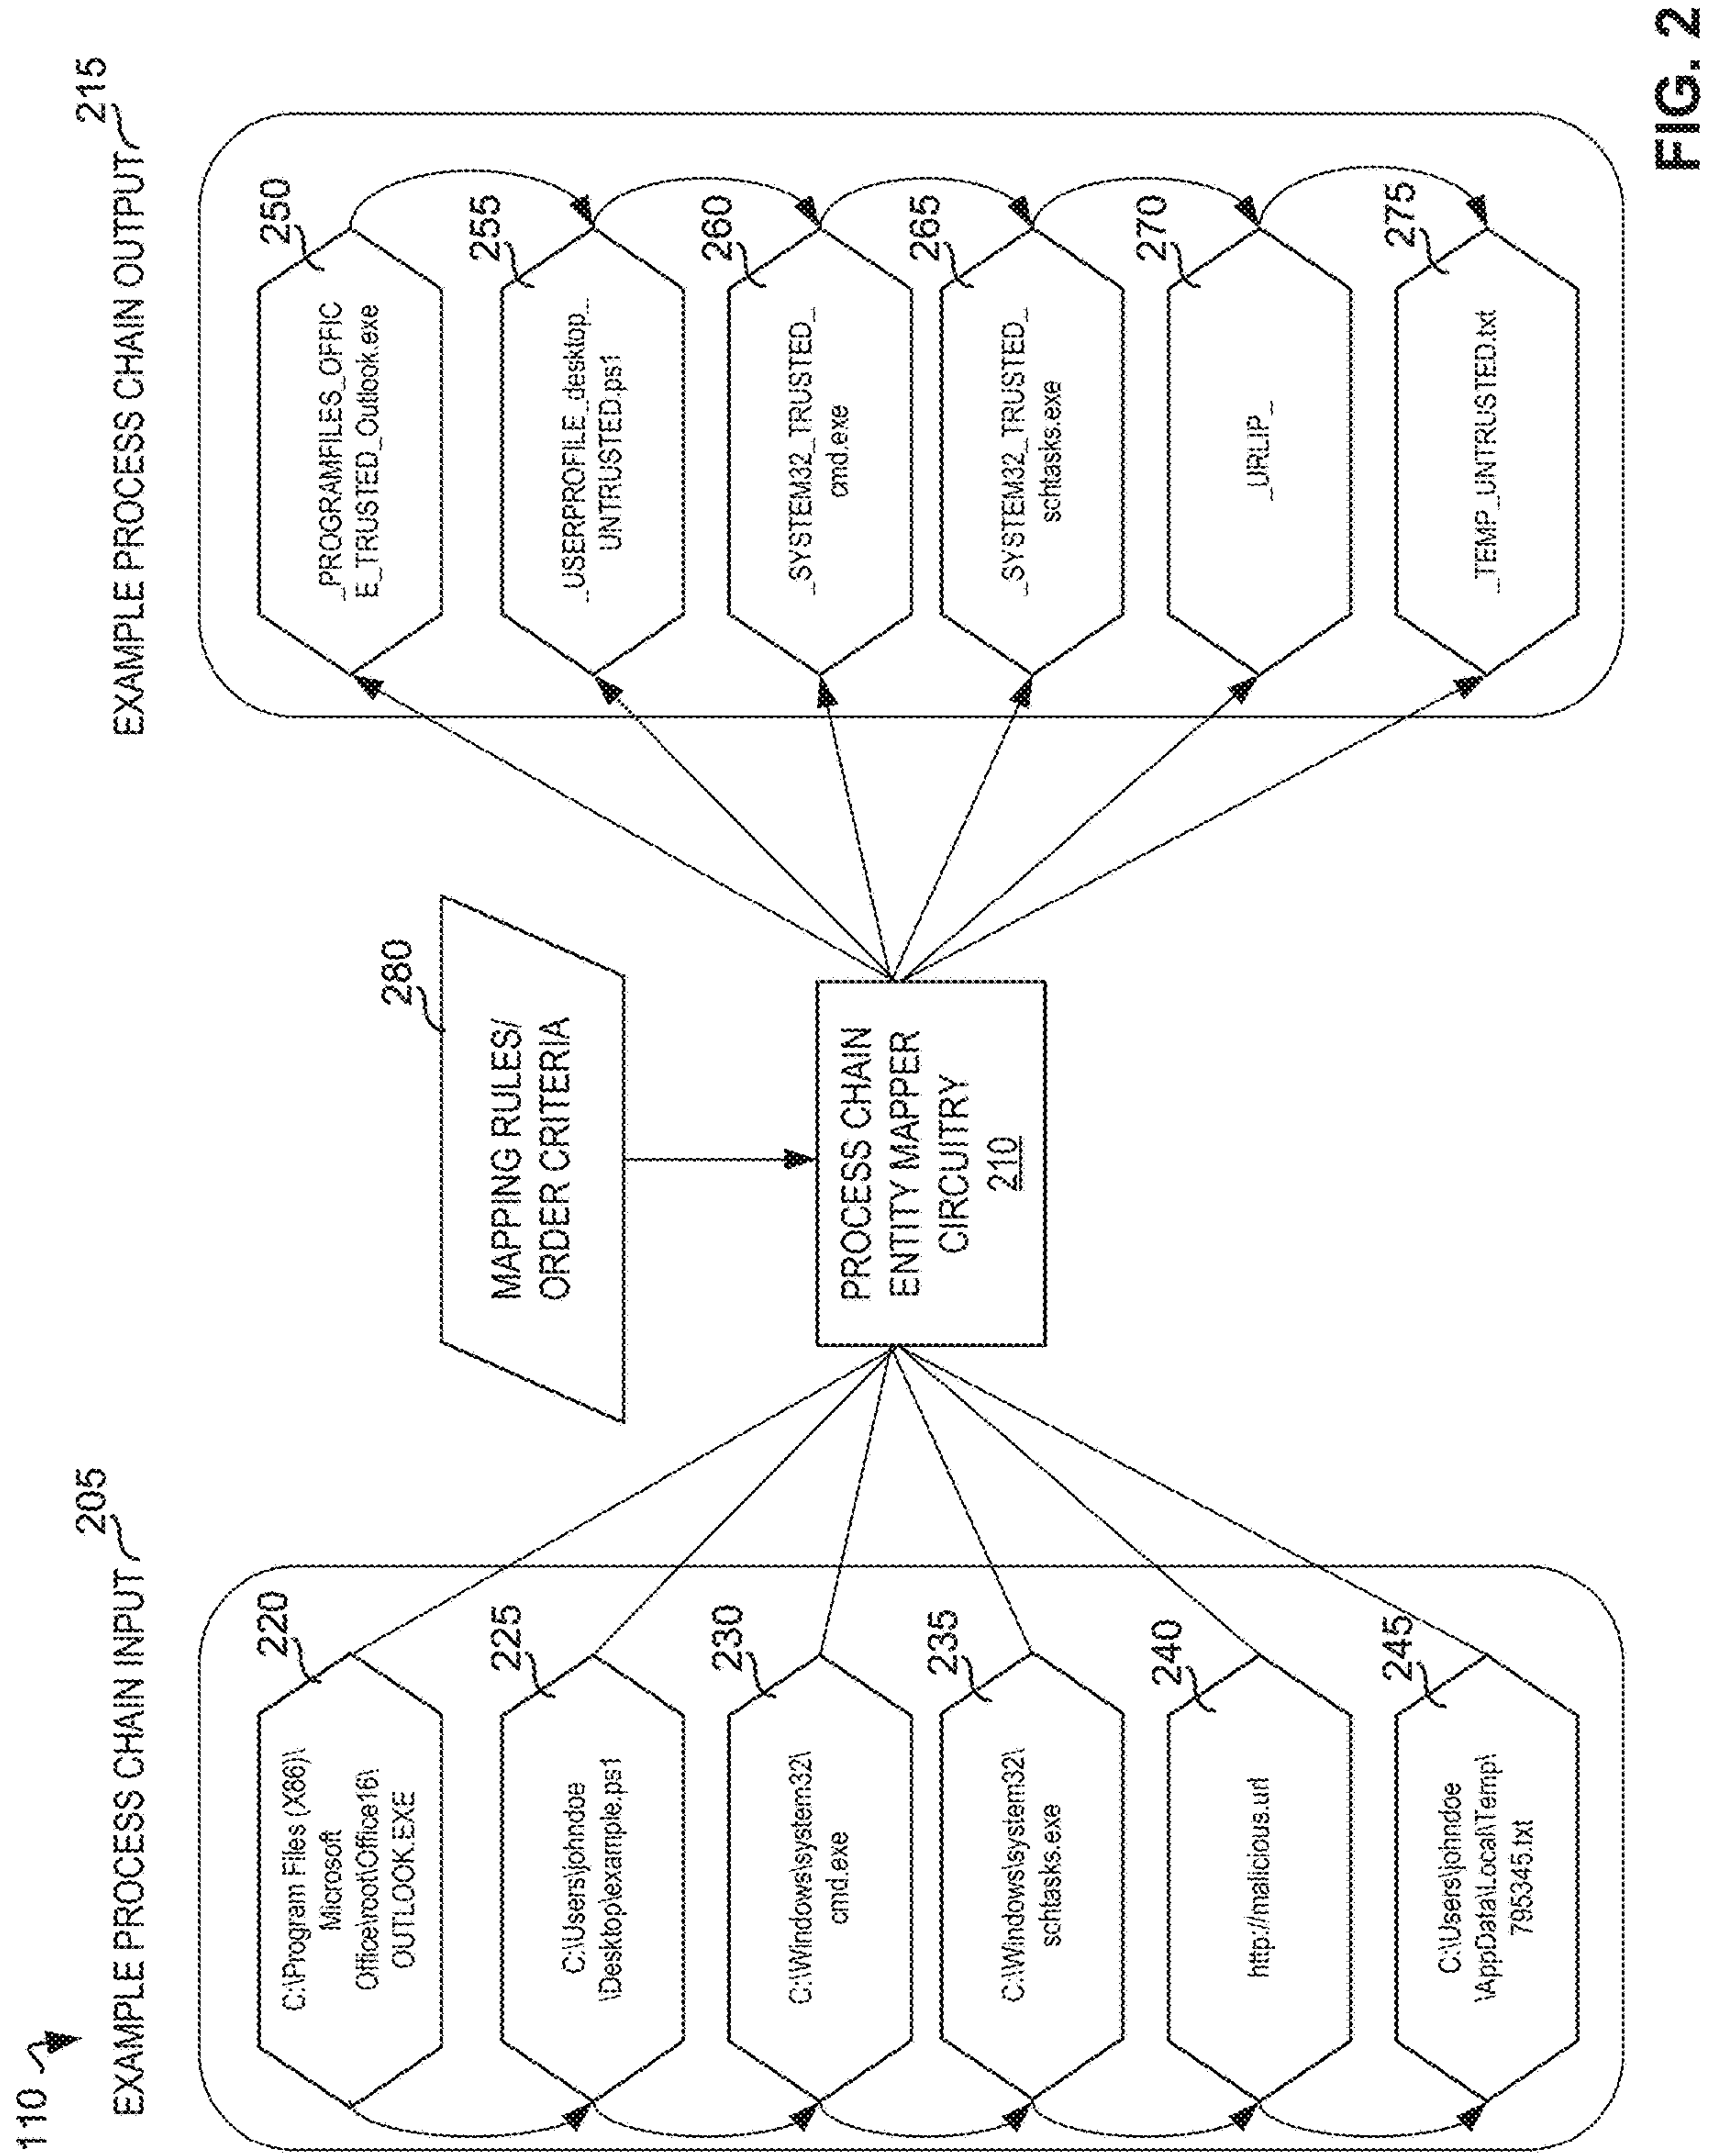 110
EXAMPLE PROCESS CHAIN INPUT
205
220
C:\Program Files (X86)\
Microsoft
Office\root\Office16\
OUTLOOK.EXE
225
C:\Users\johndoe
\Desktop\example.ps1
230
C:\Windows\system32\
cmd.exe
235
C:\Windows\system32\
schtasks.exe
240
http://malicious.url
245
C:\Users\johndoe
\AppData\Local\Temp\
795345.txt
280
MAPPING RULES/
ORDER CRITERIA
PROCESS CHAIN
ENTITY MAPPER
CIRCUITRY
210
EXAMPLE PROCESS CHAIN OUTPUT
215
250
_PROGRAMFILES_OFFIC
E_TRUSTED_Outlook.exe
255
_USERPROFILE_desktop_
UNTRUSTED.ps1
260
_SYSTEM32_TRUSTED_
cmd.exe
265
_SYSTEM32_TRUSTED_
schtasks.exe
270
_URLIP_
275
_TEMP_UNTRUSTED.txt
FIG. 2